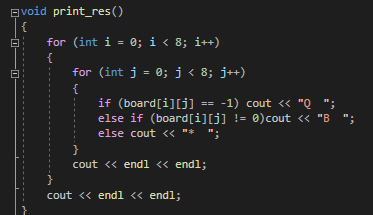 void print_res()
{
    for (int i = 0; i < 8; i++)
    {
        for (int j = 0; j < 8; j++)
        {
            if (board[i][j] == -1) cout << "Q  ";
            else if (board[i][j] != 0)cout << "B  ";
            else cout << "*  ";
        }
        cout << endl << endl;
    }
    cout << endl << endl;
}